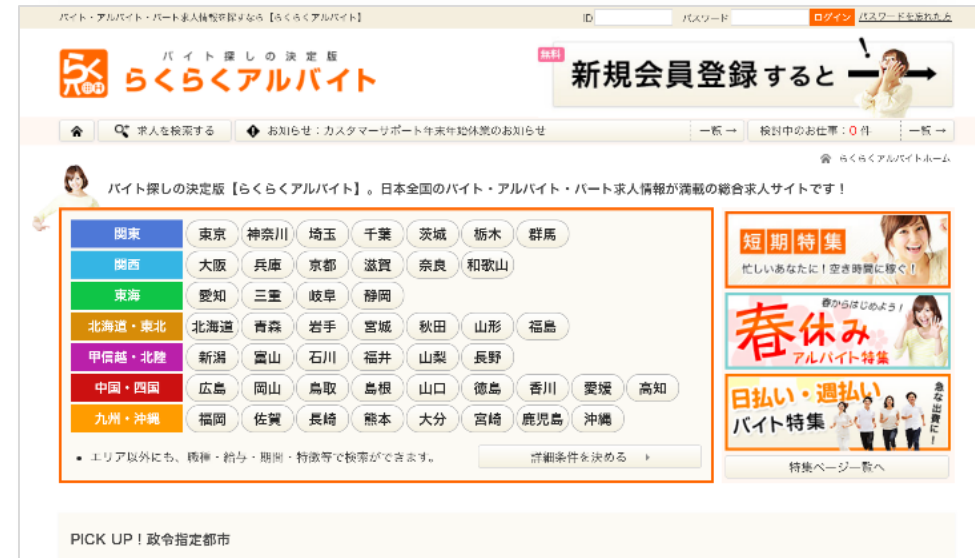 バイト・アルバイト・パート求人情報を探すなら【らくらくアルバイト】 ID パスワード ログイン パスワードを忘れた方
バイト探しの決定版
らくらくアルバイト
無料
新規会員登録すると
求人を検索する お知らせ：カスタマーサポート年末年始休業のお知らせ 一覧→ 検討中のお仕事：0 件 一覧→
らくらくアルバイトホーム
バイト探しの決定版【らくらくアルバイト】。日本全国のバイト・アルバイト・パート求人情報が満載の総合求人サイトです！
関東 東京 神奈川 埼玉 千葉 茨城 栃木 群馬
関西 大阪 兵庫 京都 滋賀 奈良 和歌山
東海 愛知 三重 岐阜 静岡
北海道・東北 北海道 青森 岩手 宮城 秋田 山形 福島
甲信越・北陸 新潟 富山 石川 福井 山梨 長野
中国・四国 広島 岡山 鳥取 島根 山口 徳島 香川 愛媛 高知
九州・沖縄 福岡 佐賀 長崎 熊本 大分 宮崎 鹿児島 沖縄
• エリア以外にも、職種・給与・期間・特徴等で検索ができます。 詳細条件を決める
短期特集
忙しいあなたに！空き時間に稼ぐ！
春からはじめよう！
春休み
アルバイト特集
日払い・週払い
バイト特集
急な出費に！
特集ページ一覧へ
PICK UP！政令指定都市